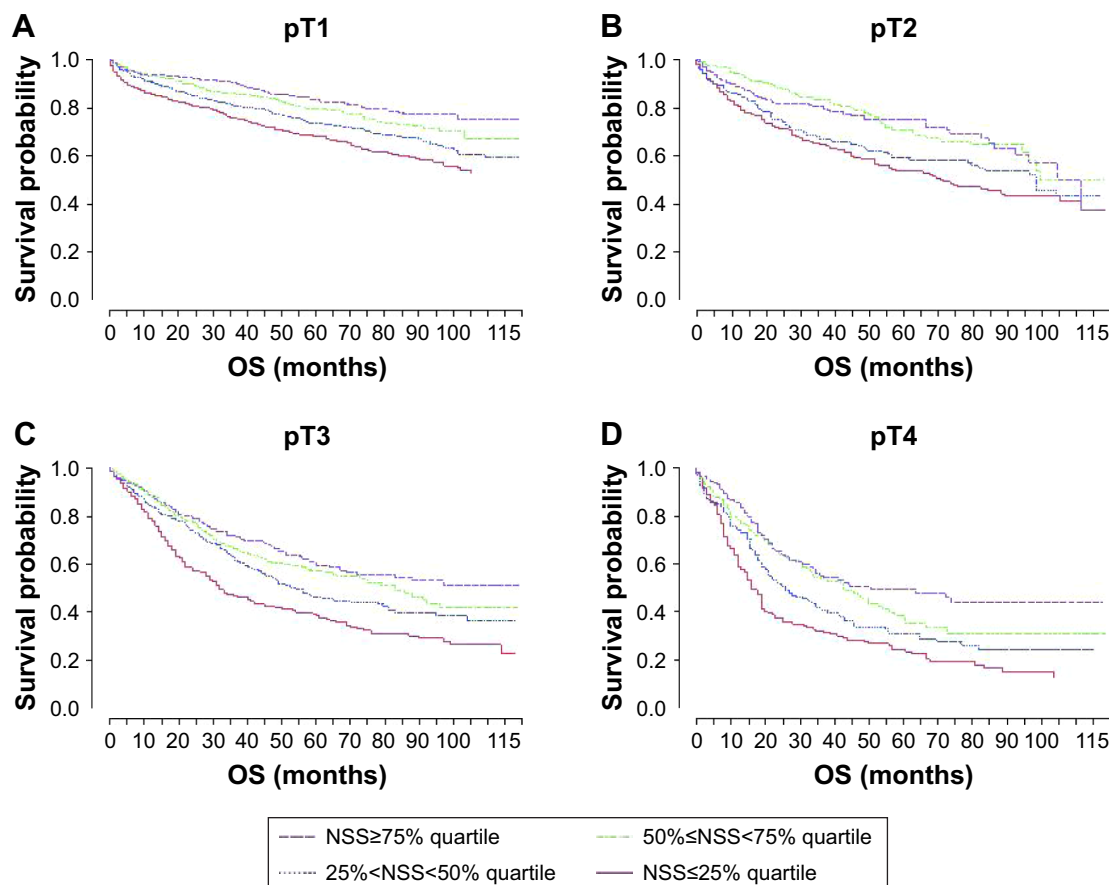 A
pT1
Survival probability
1.0
0.8
0.6
0.4
0.2
0.0
0 10 20 30 40 50 60 70 80 90 100 115
OS (months)
B
pT2
Survival probability
1.0
0.8
0.6
0.4
0.2
0.0
0 10 20 30 40 50 60 70 80 90 100 115
OS (months)
C
pT3
Survival probability
1.0
0.8
0.6
0.4
0.2
0.0
0 10 20 30 40 50 60 70 80 90 100 115
OS (months)
D
pT4
Survival probability
1.0
0.8
0.6
0.4
0.2
0.0
0 10 20 30 40 50 60 70 80 90 100 115
OS (months)
NSS≥75% quartile
50%≤NSS<75% quartile
25%<NSS<50% quartile
NSS≤25% quartile